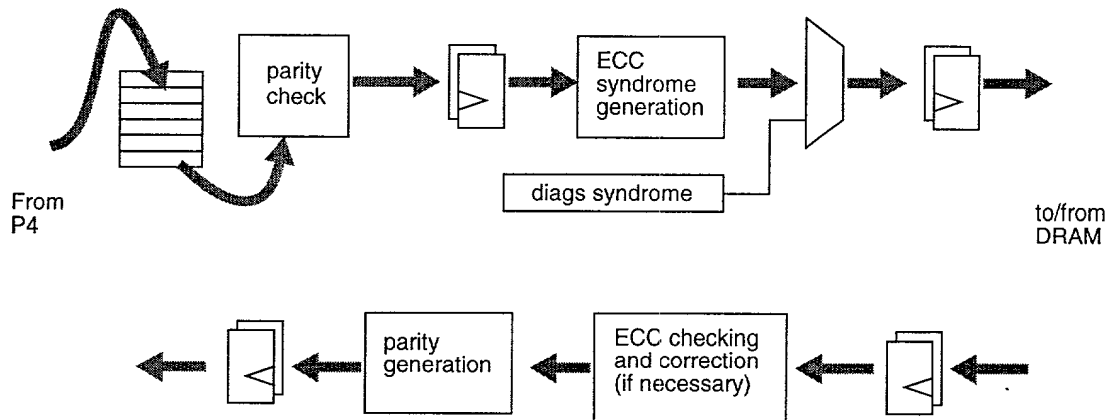 parity
check
ECC
syndrome
generation
diags syndrome
From
P4
to/from
DRAM
parity
generation
ECC checking
and correction
(if necessary)